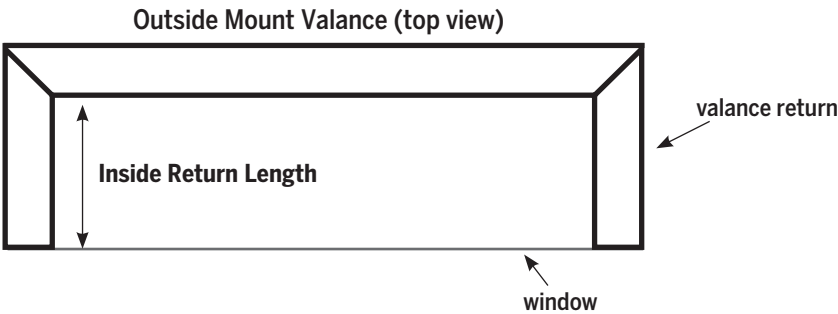 Outside Mount Valance (top view)
valance return
Inside Return Length
window